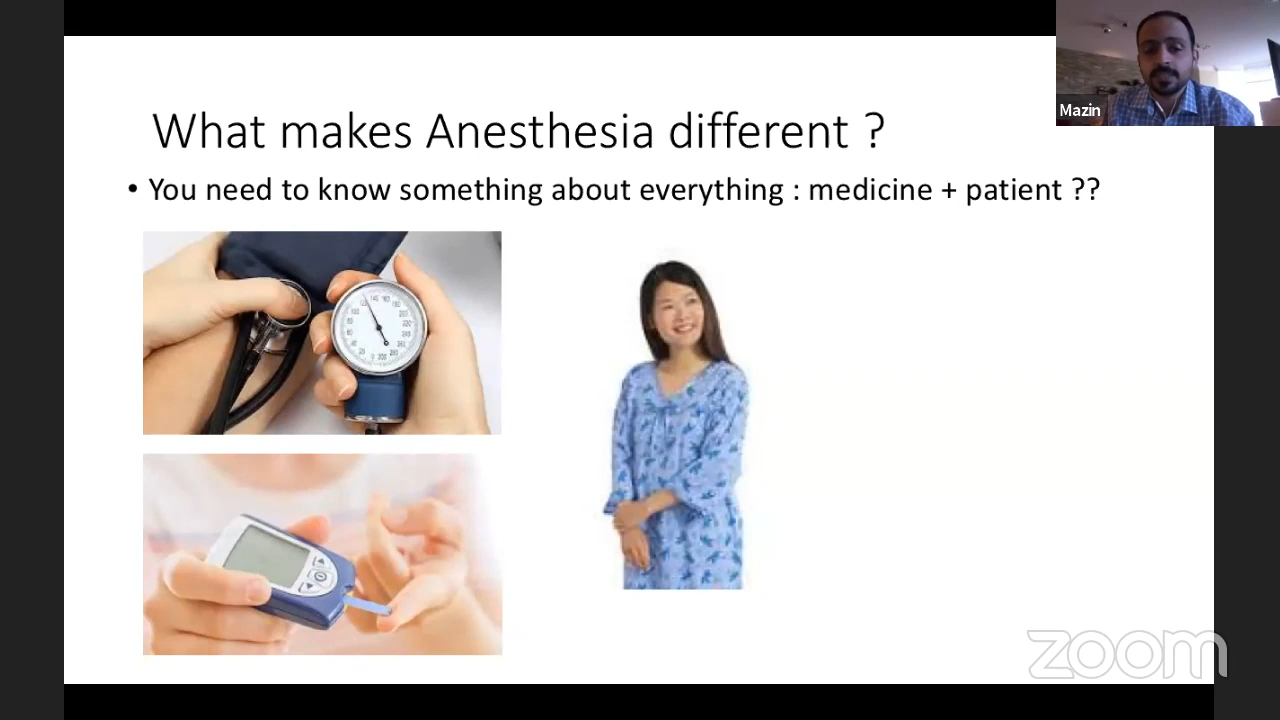 What makes Anesthesia different ?
• You need to know something about everything : medicine + patient ??
Mazin
zoom